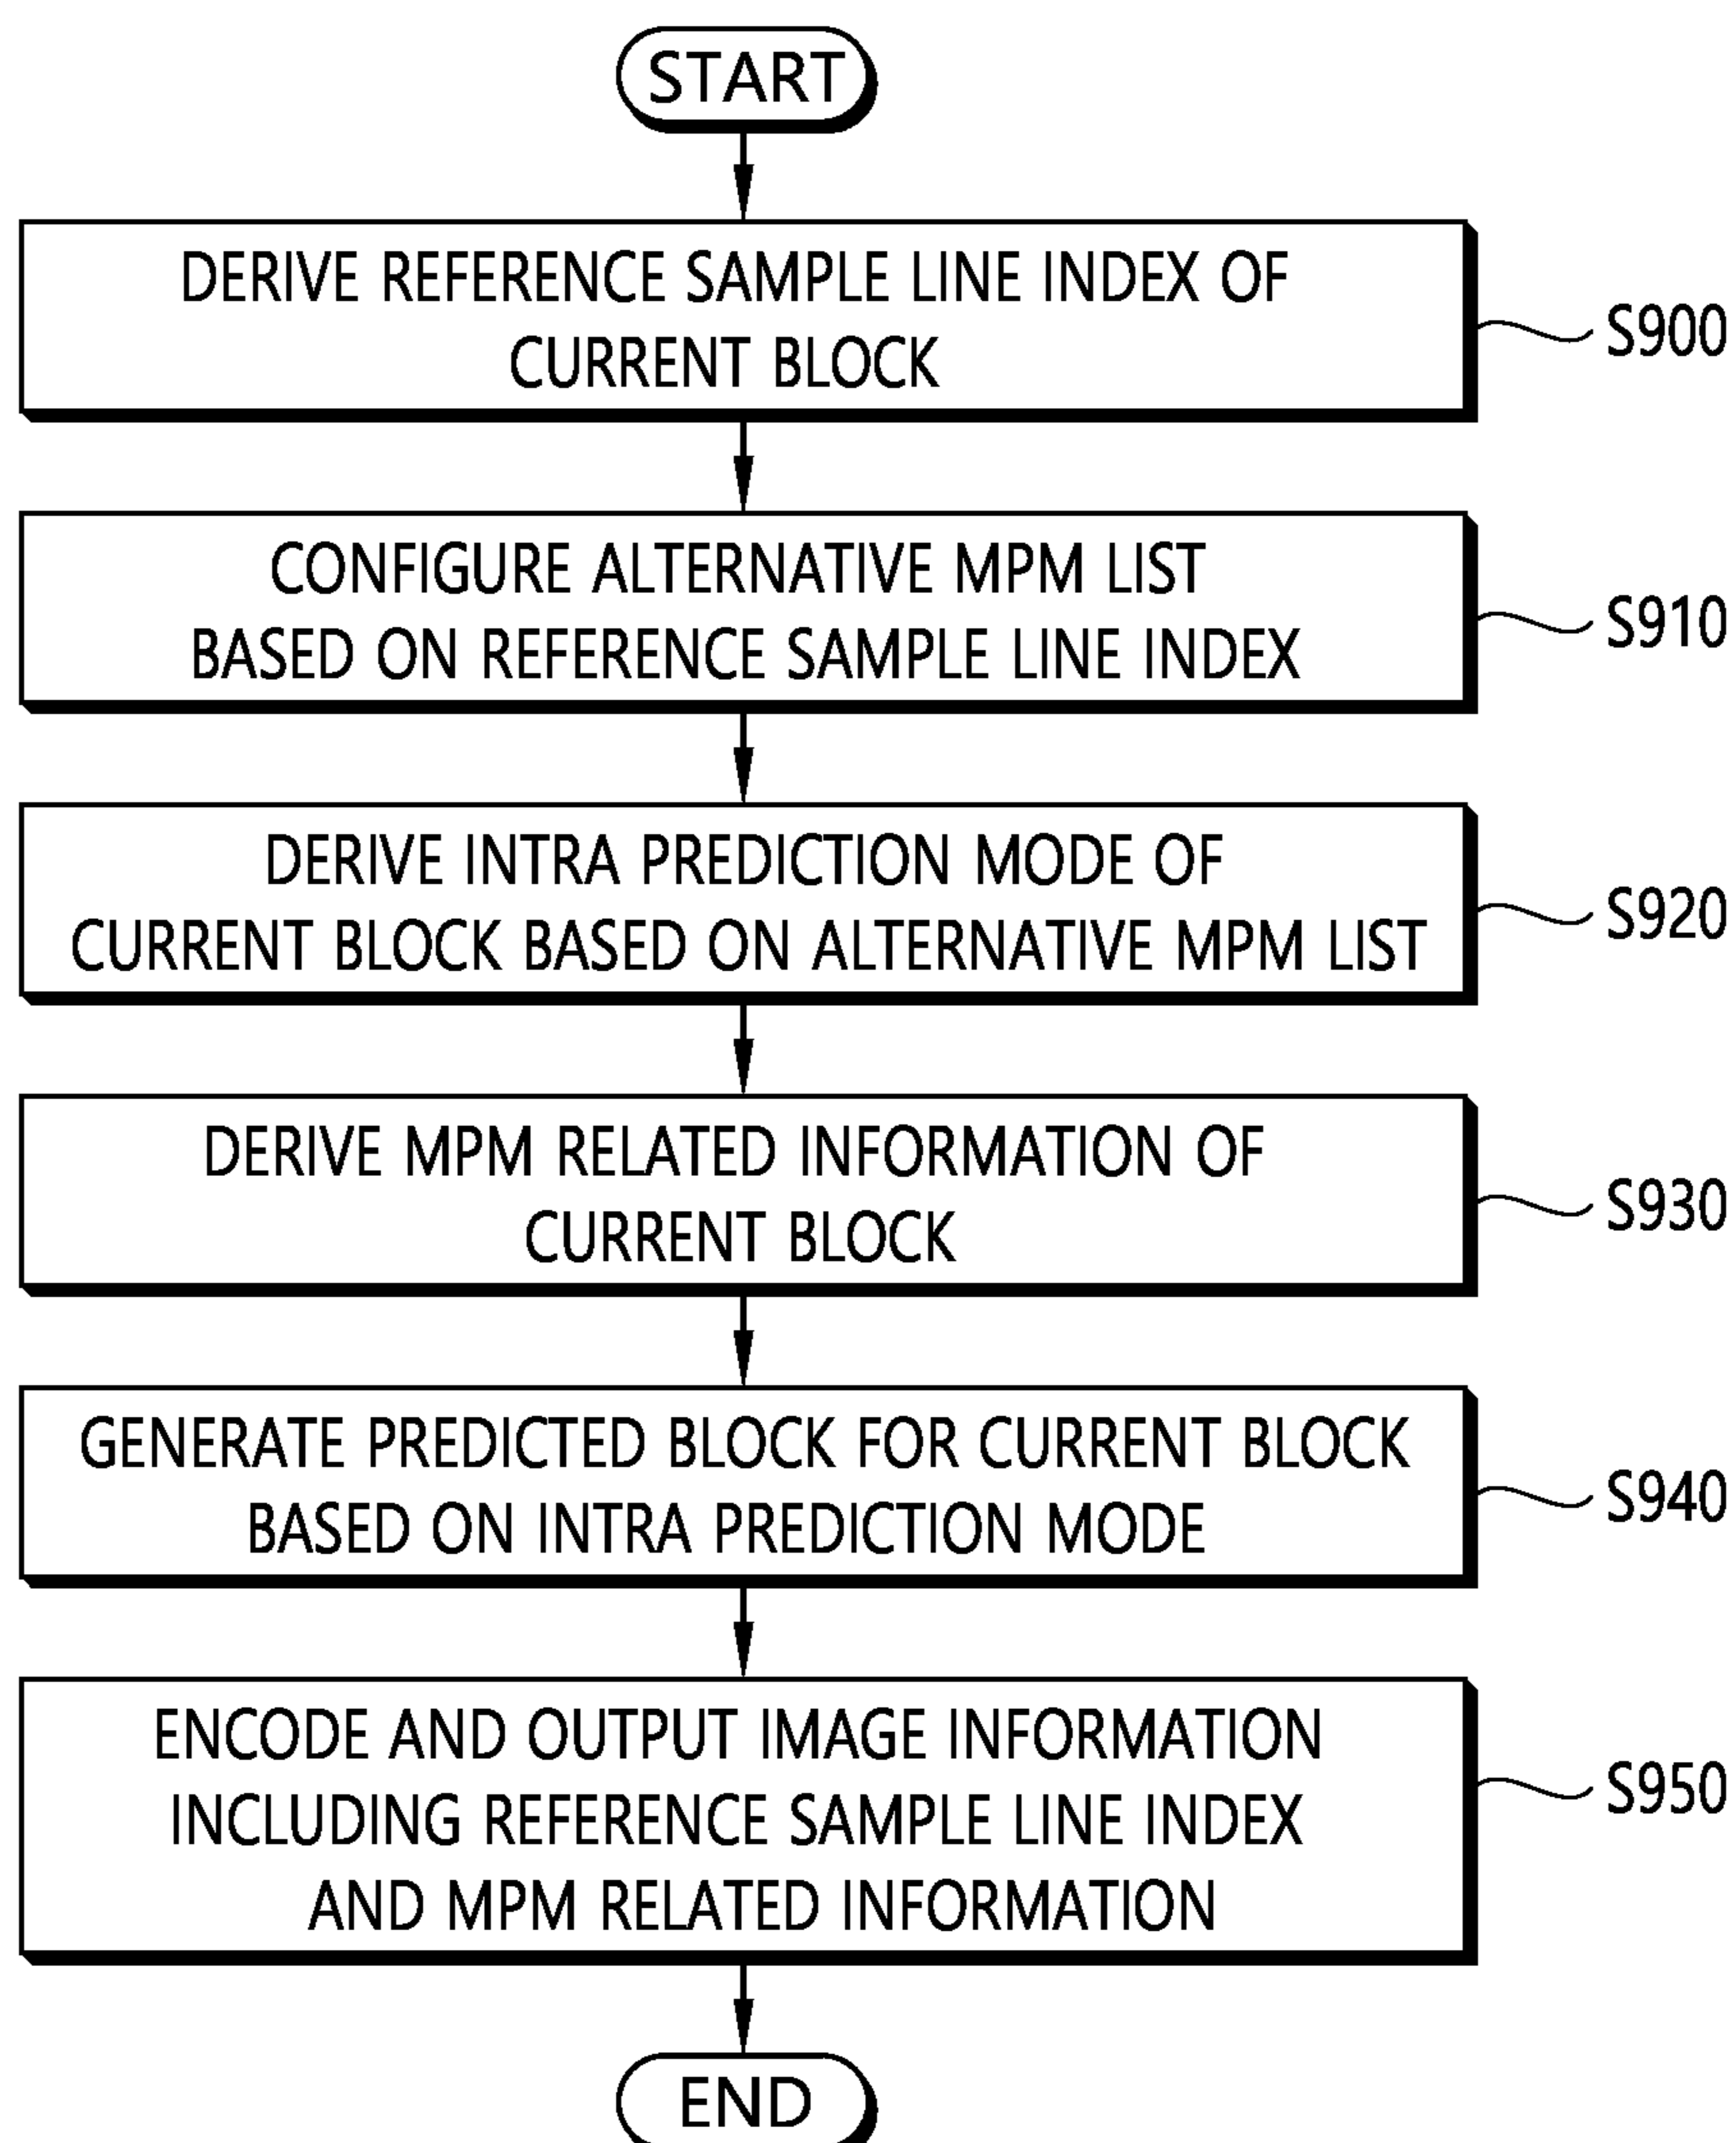 START
DERIVE REFERENCE SAMPLE LINE INDEX OF
CURRENT BLOCK
S900
CONFIGURE ALTERNATIVE MPM LIST
BASED ON REFERENCE SAMPLE LINE INDEX
S910
DERIVE INTRA PREDICTION MODE OF
CURRENT BLOCK BASED ON ALTERNATIVE MPM LIST
S920
DERIVE MPM RELATED INFORMATION OF
CURRENT BLOCK
S930
GENERATE PREDICTED BLOCK FOR CURRENT BLOCK
BASED ON INTRA PREDICTION MODE
S940
ENCODE AND OUTPUT IMAGE INFORMATION
INCLUDING REFERENCE SAMPLE LINE INDEX
AND MPM RELATED INFORMATION
S950
END